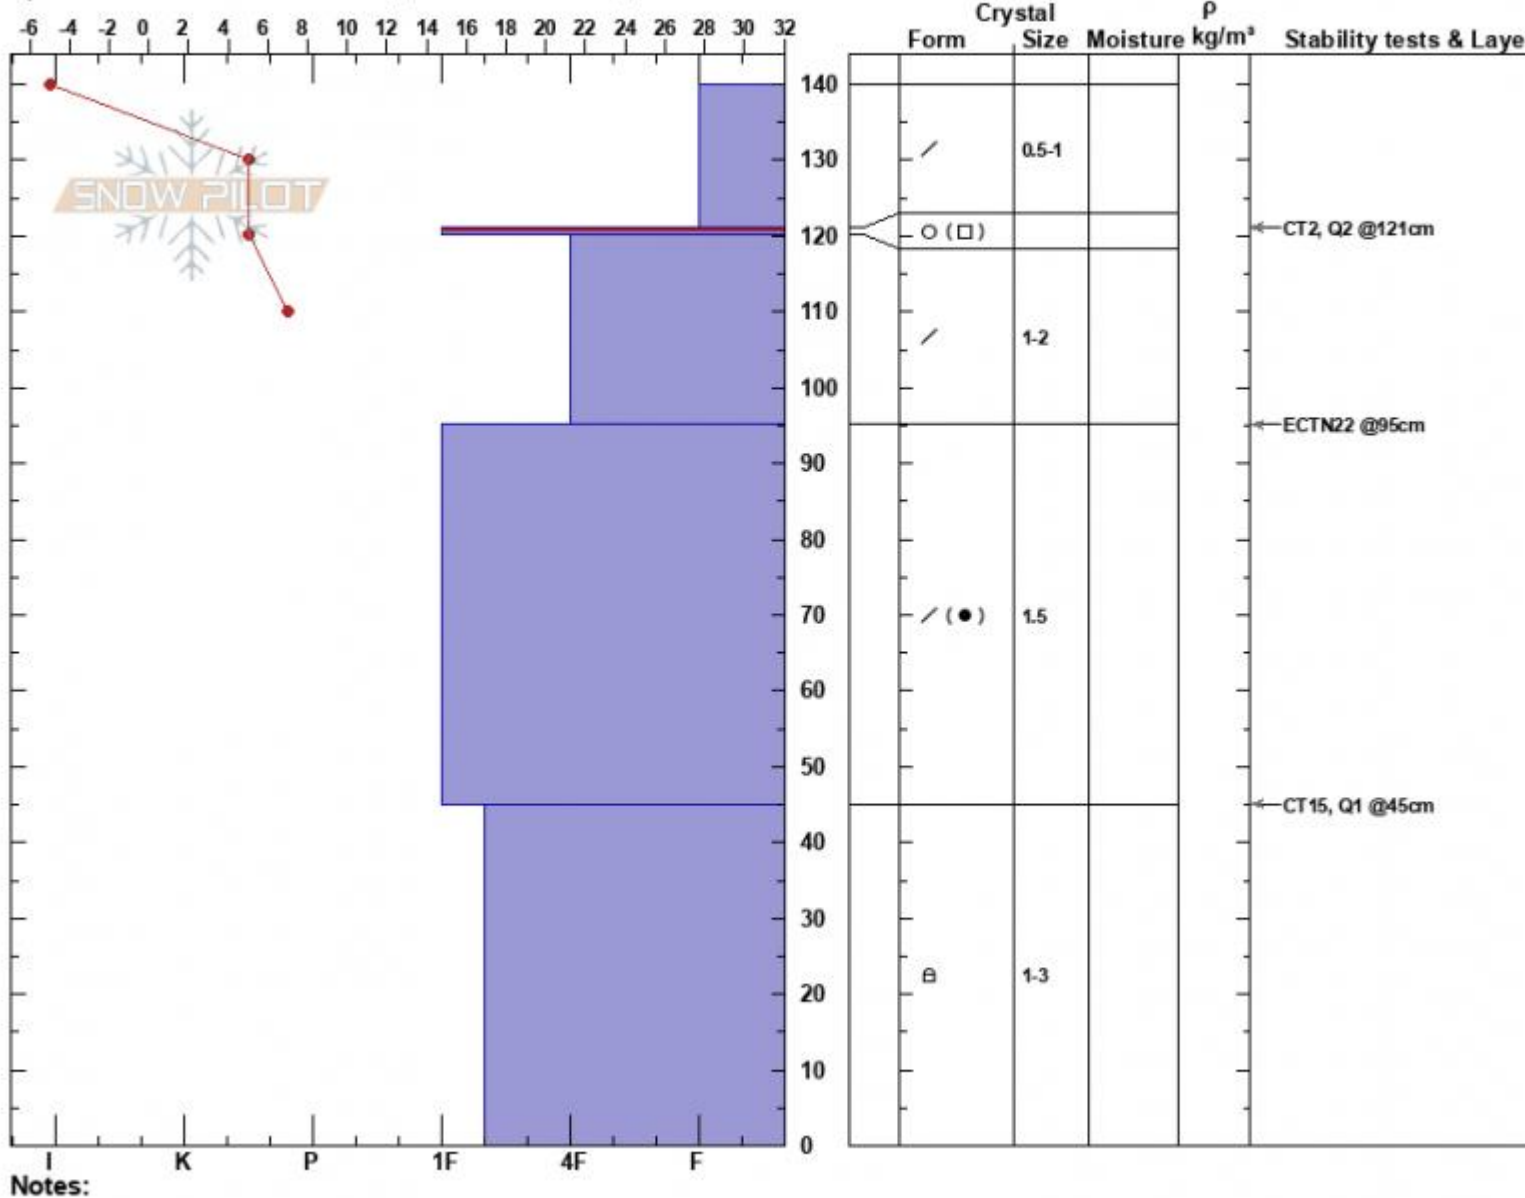 Crystal ρ
-6 -4 -2 0 2 4 6 8 10 12 14 16 18 20 22 24 26 28 30 32
Form Size Moisture kg/m³ Stability tests & Laye
140
130 0.5-1
SNOW PILOT
120 ○ (□) CT2, Q2 @121cm
110
1-2
100
ECTN22 @95cm
90
80
70 / (●) 1.5
60
50
CT15, Q1 @45cm
40
30
1-3
20
10
0
I K P 1F 4F F
Notes: